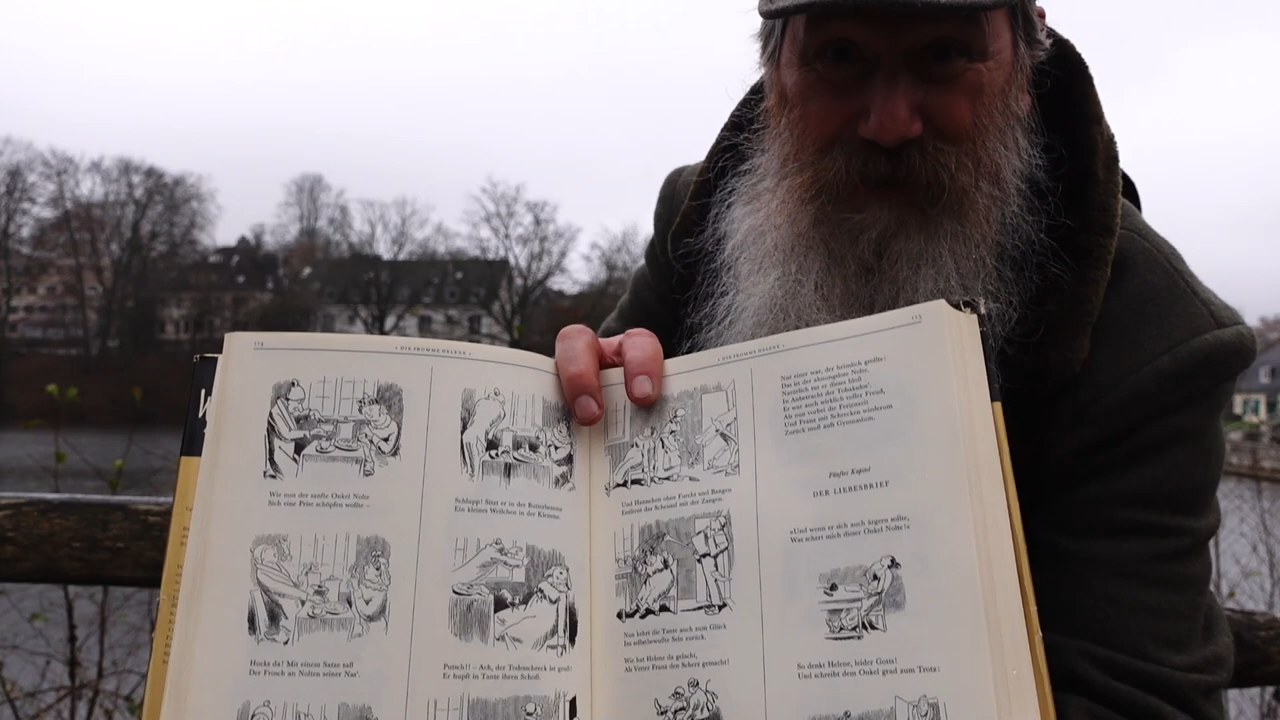 114
• DIE FROMME HELENE •
Wie nun der sanfte Onkel Nolte
Sich eine Prise schöpfen wollte –
Hucks da! Mit einem Satze saß
Der Frosch an Nolten seiner Nas'.
Schlupp! Sitzt er in der Butterbemme
Ein kleines Weilchen in der Klemme.
Putsch!! – Ach, der Todesschreck ist groß!
Er hupft in Tante ihren Schoß.
• DIE FROMME HELENE •
115
Und Hannchen ohne Furcht und Bangen
Entfernt das Scheusal mit der Zangen.
Nun kehrt die Tante auch zum Glück
Ins selbstbewußte Sein zurück.
Wie hat Helene da gelacht,
Als Vetter Franz den Scherz gemacht!
Nur einer war, der heimlich grollte:
Das ist der ahnungslose Nolte.
Natürlich tut er dieses bloß
In Anbetracht der Tobaksdos'.
Er war auch wirklich voller Freud,
Als nun vorbei die Ferienzeit
Und Franz mit Schrecken wiederum
Zurück muß aufs Gymnasium.
Fünftes Kapitel
DER LIEBESBRIEF
»Und wenn er sich auch ärgern sollte,
Was schert mich dieser Onkel Nolte!«
So denkt Helene, leider Gotts!
Und schreibt dem Onkel grad zum Trotz: